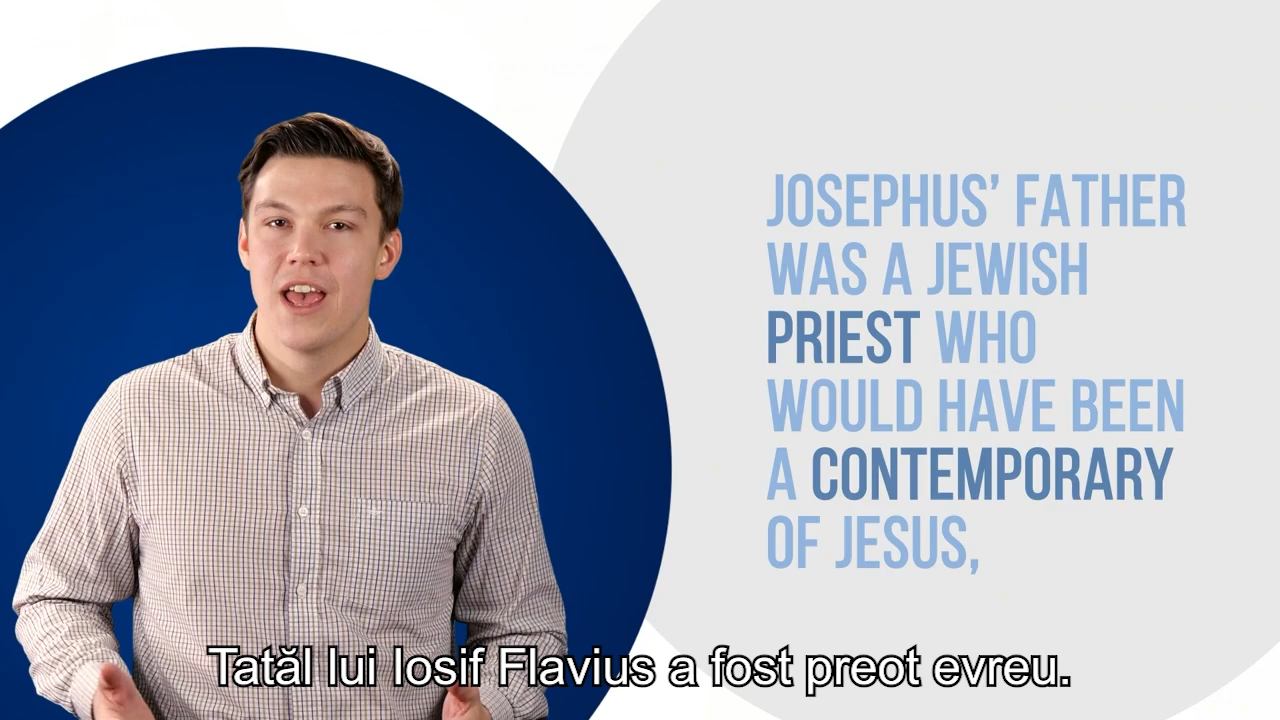 JOSEPHUS’ FATHER
WAS A JEWISH
PRIEST WHO
WOULD HAVE BEEN
A CONTEMPORARY
OF JESUS,
Tatăl lui Iosif Flavius a fost preot evreu.